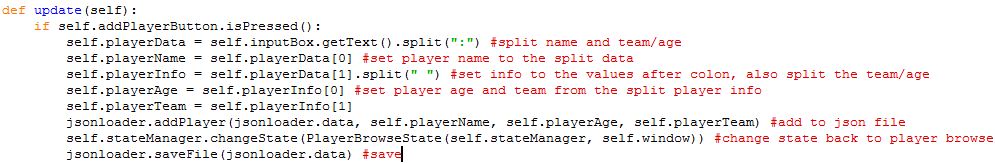 def update(self):
    if self.addPlayerButton.isPressed():
        self.playerData = self.inputBox.getText().split(":") #split name and team/age
        self.playerName = self.playerData[0] #set player name to the split data
        self.playerInfo = self.playerData[1].split(" ") #set info to the values after colon, also split the team/age
        self.playerAge = self.playerInfo[0] #set player age and team from the split player info
        self.playerTeam = self.playerInfo[1]
        jsonloader.addPlayer(jsonloader.data, self.playerName, self.playerAge, self.playerTeam) #add to json file
        self.stateManager.changeState(PlayerBrowseState(self.stateManager, self.window)) #change state back to player browse
        jsonloader.saveFile(jsonloader.data) #save